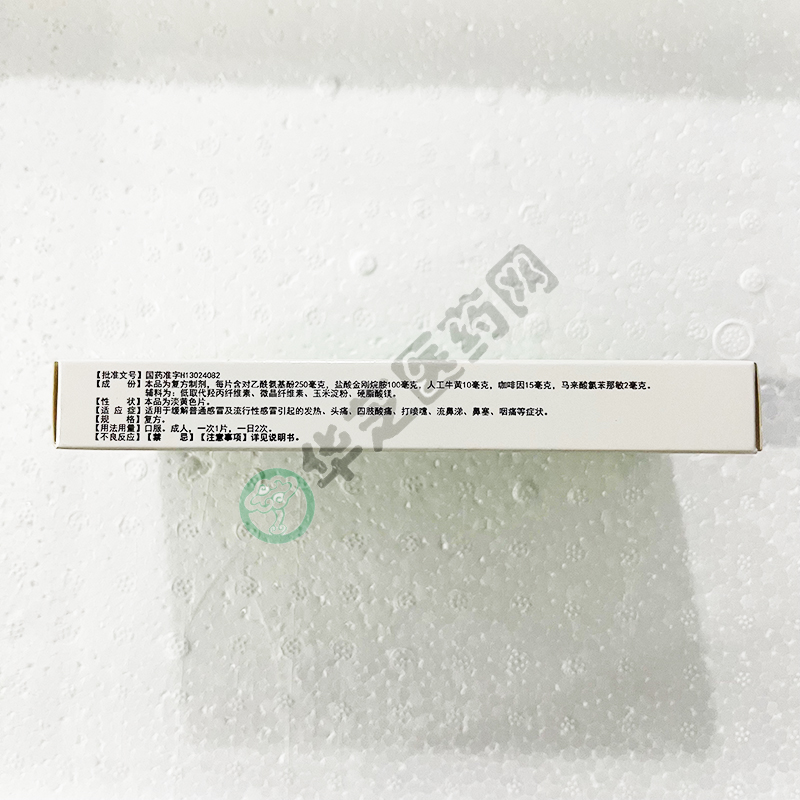 【批准文号】国药准字H13024082
【成　份】本品为复方制剂，每片含对乙酰氨基酚250毫克，盐酸金刚烷胺100毫克，人工牛黄10毫克，咖啡因15毫克，马来酸氯苯那敏2毫克。
辅料为：低取代羟丙纤维素、微晶纤维素、玉米淀粉、硬脂酸镁。
【性　状】本品为淡黄色片。
【适 应 症】适用于缓解普通感冒及流行性感冒引起的发热、头痛、四肢酸痛、打喷嚏、流鼻涕、鼻塞、咽痛等症状。
【规　格】复方。
【用法用量】口服。成人，一次1片，一日2次。
【不良反应】【禁　忌】【注意事项】详见说明书。
华芝医药网